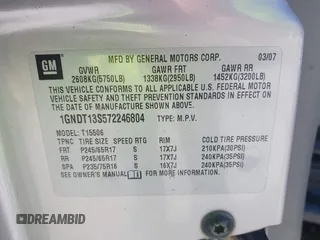 GM
MFD BY GENERAL MOTORS CORP. 03/07
GVWR GAWR FRT GAWR RR
2608KG(5750LB) 1338KG(2950LB) 1452KG(3200LB)
THIS VEHICLE CONFORMS TO ALL APPLICABLE U.S. FEDERAL MOTOR
VEHICLE SAFETY AND THEFT PREVENTION STANDARDS IN EFFECT
ON THE DATE OF MANUFACTURE SHOWN ABOVE.
1GNDT13S572246804 TYPE: M.P.V.
T15506
TPNC TIRE SIZE SPEED RTG RIM COLD TIRE PRESSURE
FRT P245/65R17 S 17X7J 210KPA(30PSI)
RR P245/65R17 S 17X7J 240KPA(35PSI)
SPA P235/75R16 S 16X7J 240KPA(35PSI)
SEE OWNER'S MANUAL
DREAMBID